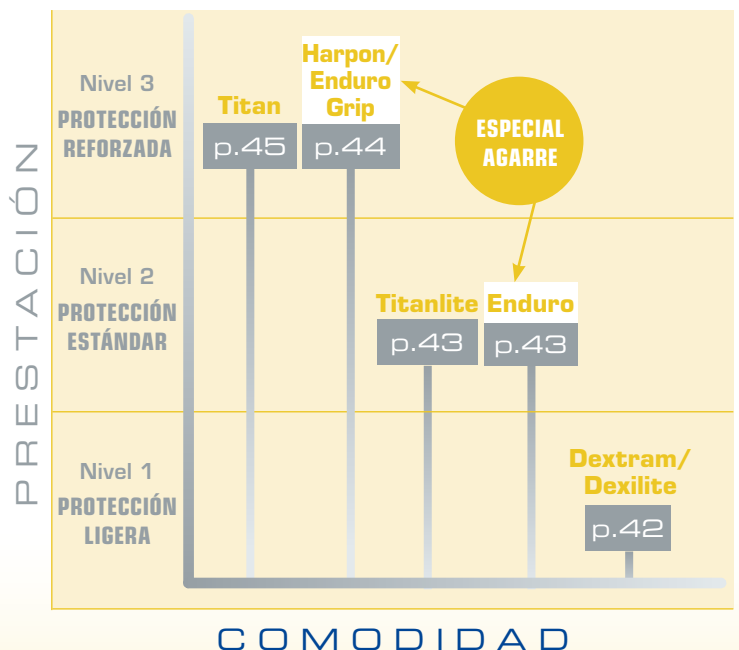 PRESTACIÓN
Nivel 3
PROTECCIÓN
REFORZADA
Titan
p.45
Harpon/
Enduro
Grip
p.44
ESPECIAL
AGARRE
Nivel 2
PROTECCIÓN
ESTÁNDAR
Titanlite
p.43
Enduro
p.43
Nivel 1
PROTECCIÓN
LIGERA
Dextram/
Dexilite
p.42
COMODIDAD